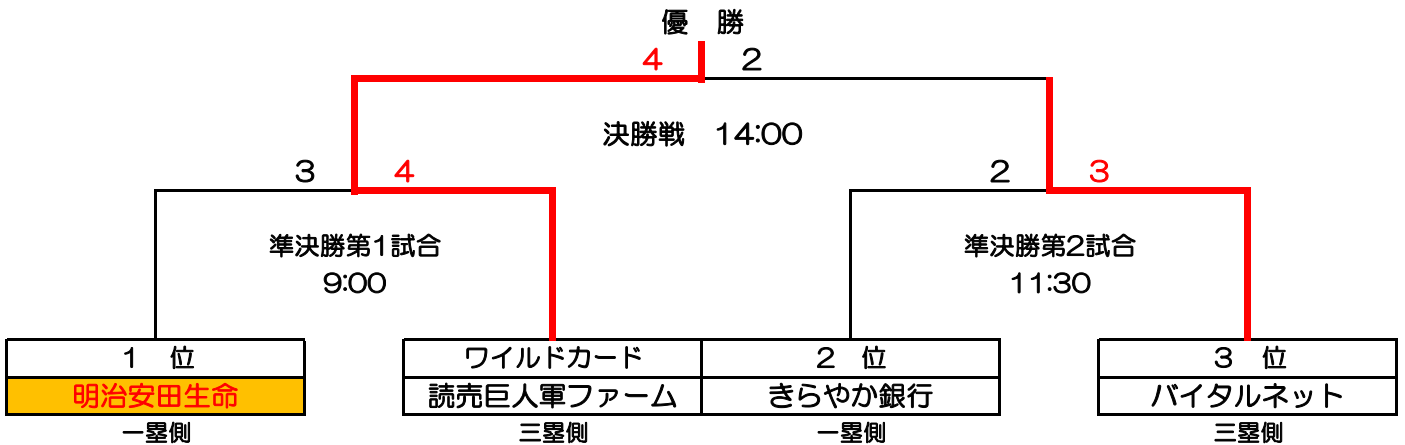 優　勝
4　2
決勝戦　14:00
3　4　2　3
準決勝第1試合　準決勝第2試合
9:00　11:30
1　位　ワイルドカード　2　位　3　位
明治安田生命　読売巨人軍ファーム　きらやか銀行　バイタルネット
一塁側　三塁側　一塁側　三塁側